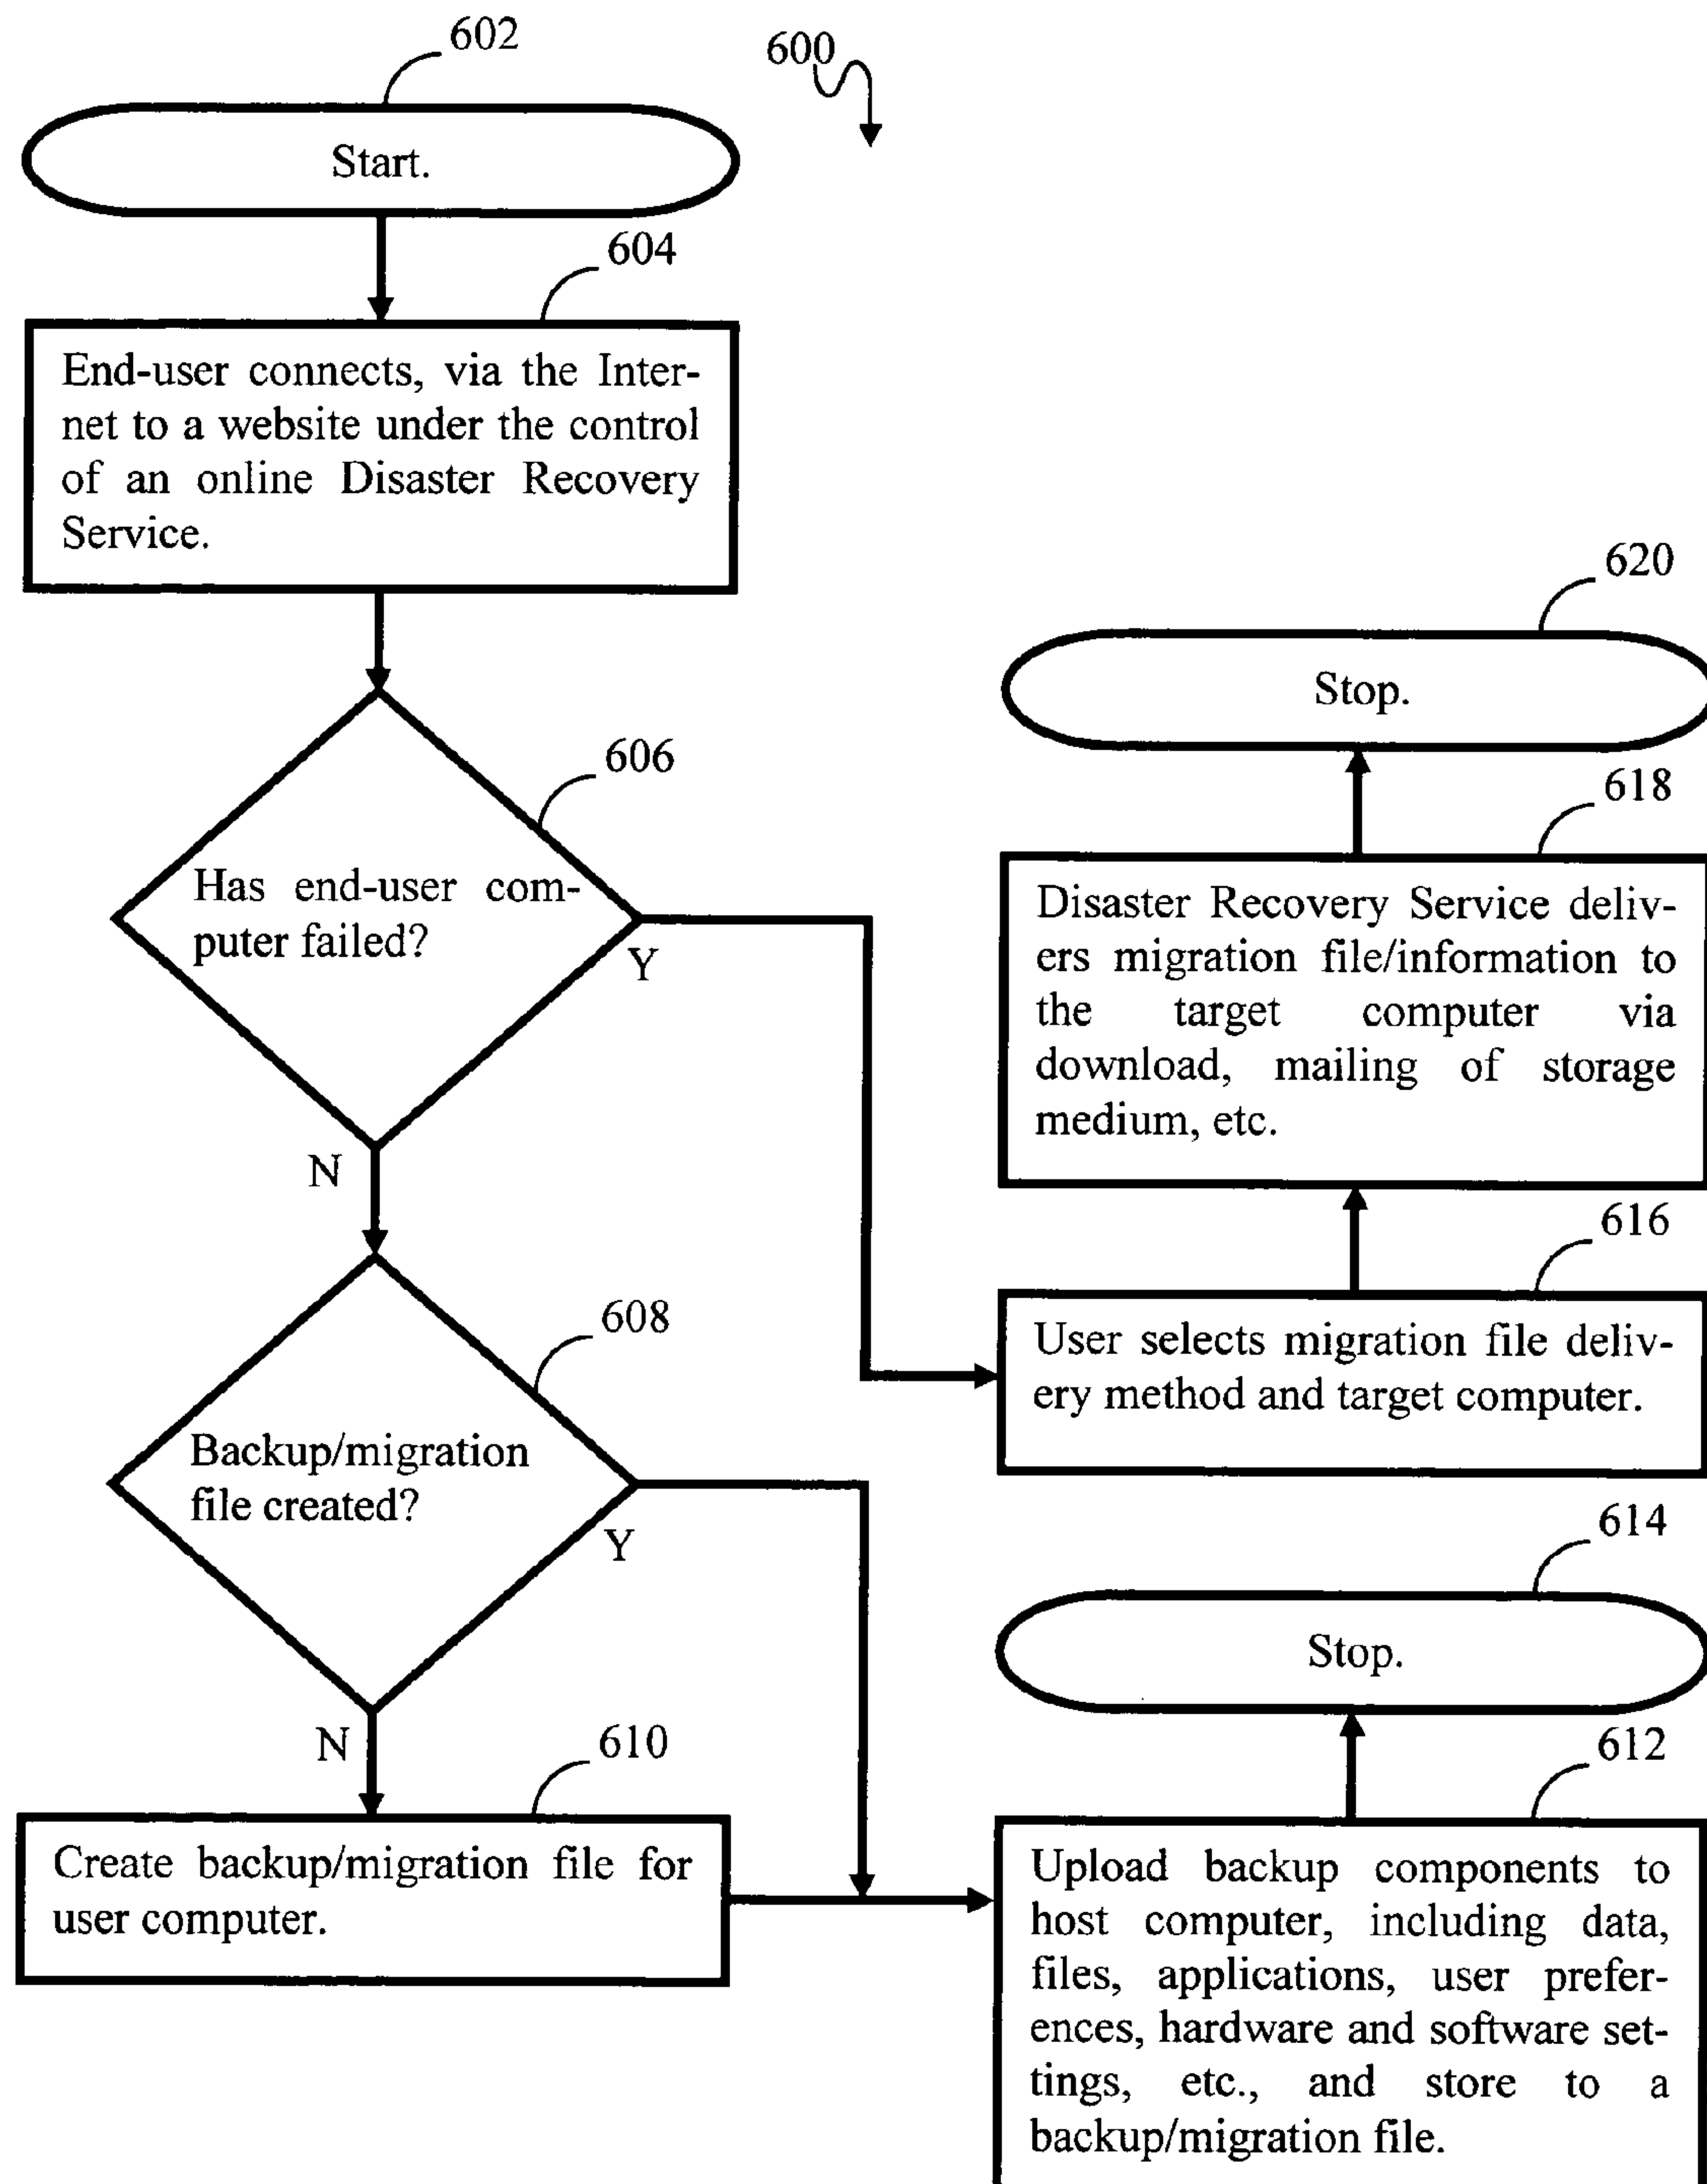 602
600
Start.
604
End-user connects, via the Inter-
net to a website under the control
of an online Disaster Recovery
Service.
606
Has end-user com-
puter failed?
Y
N
608
Backup/migration
file created?
Y
N
610
Create backup/migration file for
user computer.
620
Stop.
618
Disaster Recovery Service deliv-
ers migration file/information to
the target computer via
download, mailing of storage
medium, etc.
616
User selects migration file deliv-
ery method and target computer.
614
Stop.
612
Upload backup components to
host computer, including data,
files, applications, user prefer-
ences, hardware and software set-
tings, etc., and store to a
backup/migration file.